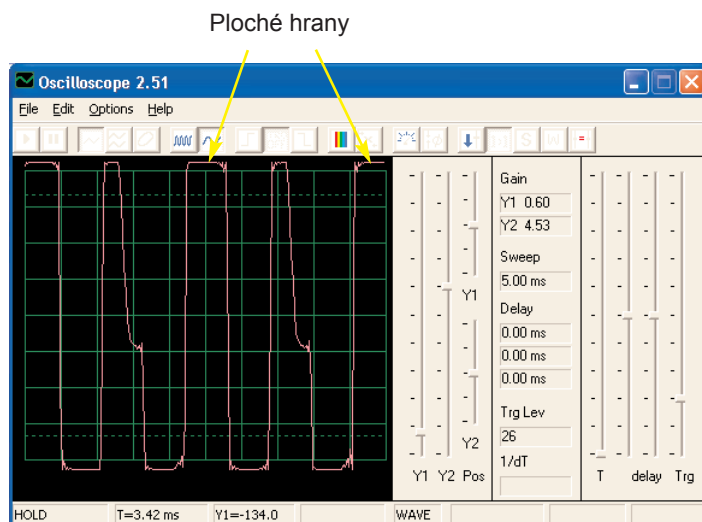 Ploché hrany
Oscilloscope 2.51
File Edit Options Help
Gain
Y1 0.60
Y2 4.53
Sweep
5.00 ms
Y1
Delay
0.00 ms
0.00 ms
0.00 ms
Trg Lev
26
Y2
1/dT
Y1 Y2 Pos
T delay Trg
HOLD T=3.42 ms Y1=-134.0 WAVE